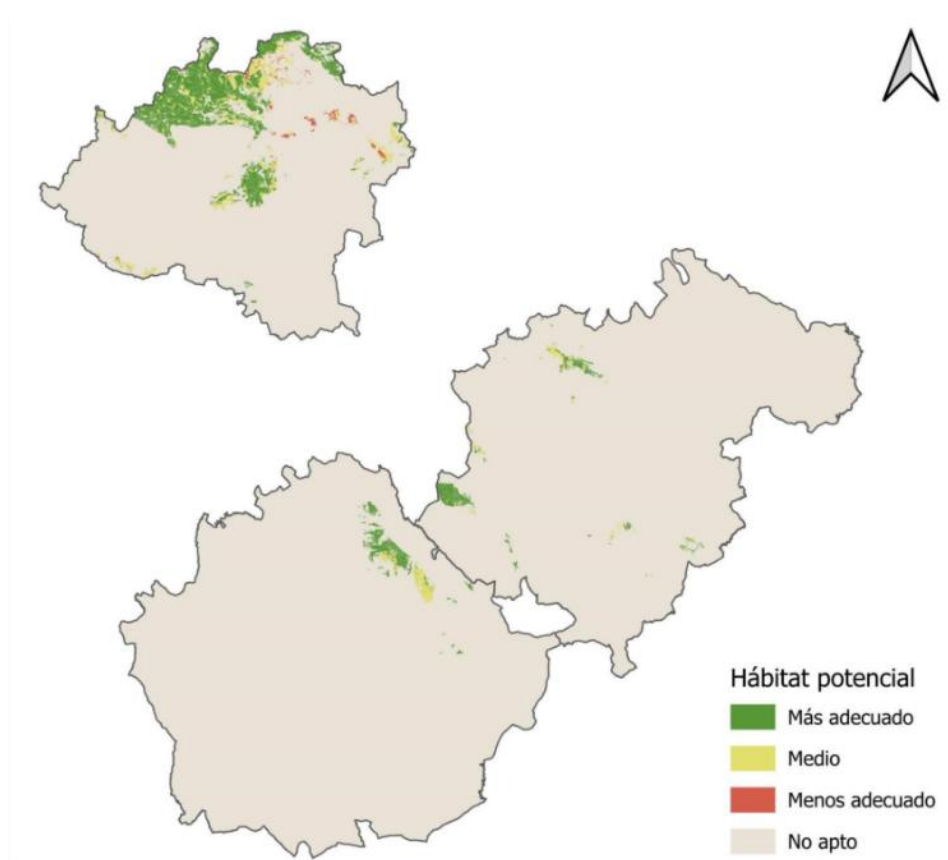 Hábitat potencial
Más adecuado
Medio
Menos adecuado
No apto